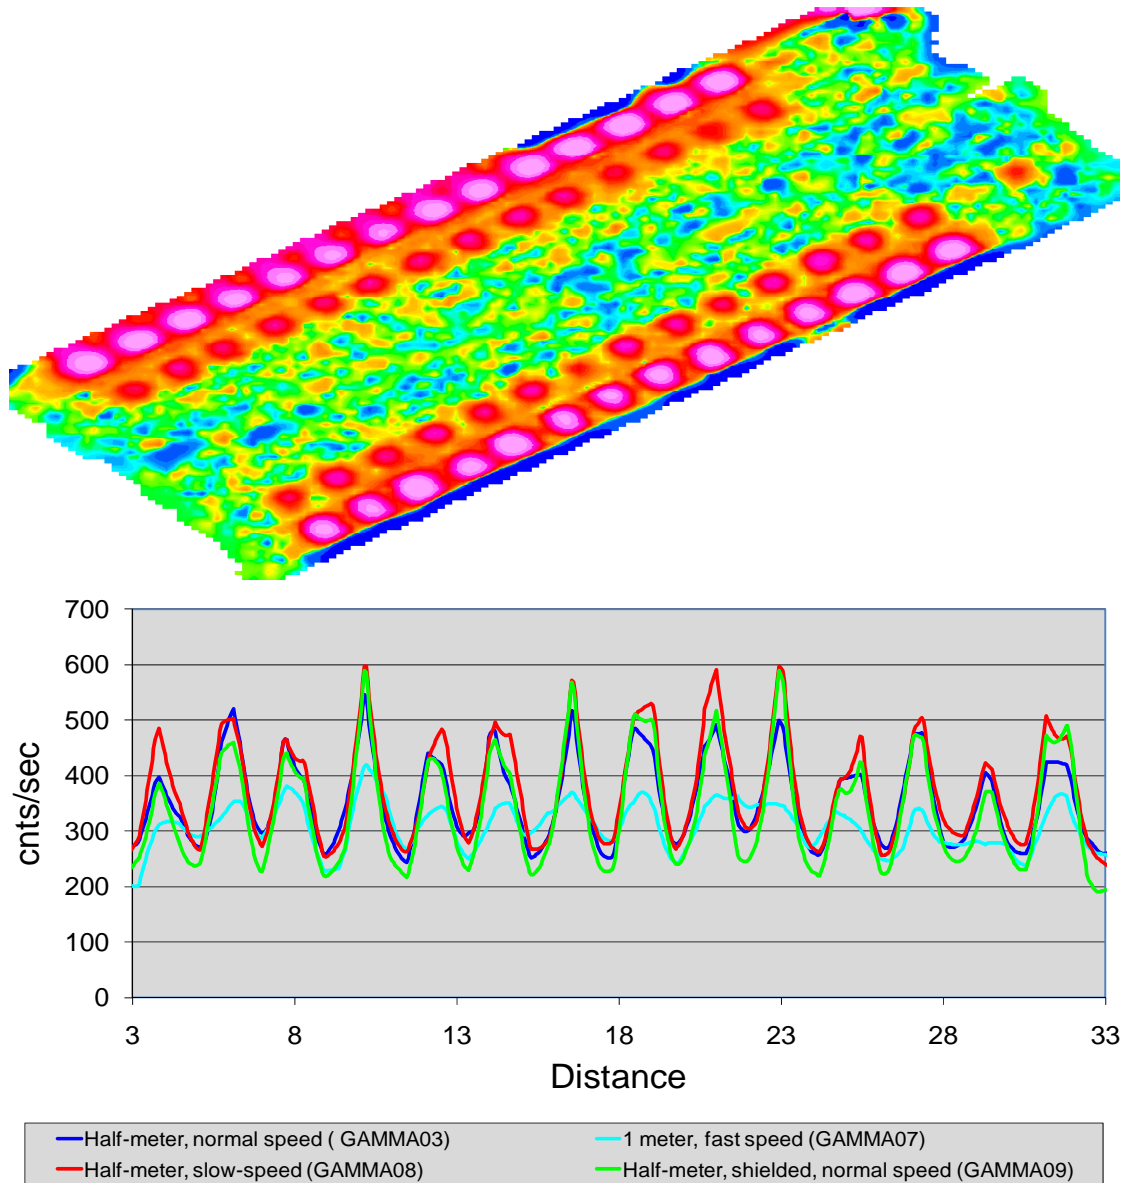 700
600
500
400
300
200
100
0
cnts/sec
3 8 13 18 23 28 33
Distance
Half-meter, normal speed ( GAMMA03)
1 meter, fast speed (GAMMA07)
Half-meter, slow-speed (GAMMA08)
Half-meter, shielded, normal speed (GAMMA09)